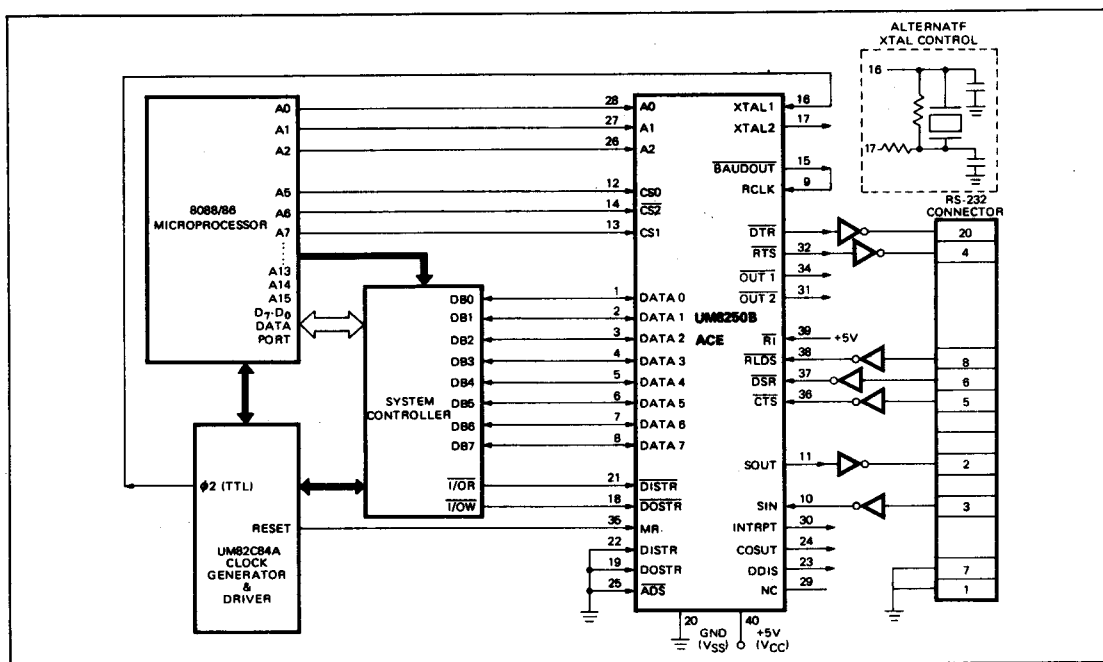 ALTERNATF
XTAL CONTROL
16
17
8088/86
MICROPROCESSOR
A0
A1
A2
A5
A6
A7
A13
A14
A15
D7-D0
DATA
PORT
28
27
26
12
14
13
A0
A1
A2
CS0
CS2
CS1
SYSTEM
CONTROLLER
DB0
DB1
DB2
DB3
DB4
DB5
DB6
DB7
I/OR
I/OW
1
2
3
4
5
6
7
8
21
18
35
22
19
25
DATA 0
DATA 1
DATA 2
DATA 3
DATA 4
DATA 5
DATA 6
DATA 7
DISTR
DOSTR
MR
DISTR
DOSTR
ADS
UM8250B
ACE
ϕ2 (TTL)
RESET
UM82C84A
CLOCK
GENERATOR
&
DRIVER
XTAL1 16
XTAL2 17
BAUDOUT 15
RCLK 9
DTR
RTS 32
OUT 1 34
OUT 2 31
RI 39 +5V
RLDS 38
DSR 37
CTS 36
SOUT 11
SIN 10
INTRPT 30
COSUT 24
DDIS 23
NC 29
20
GND
(VSS)
40
+5V
(VCC)
RS-232
CONNECTOR
20
4
8
6
5
2
3
7
1